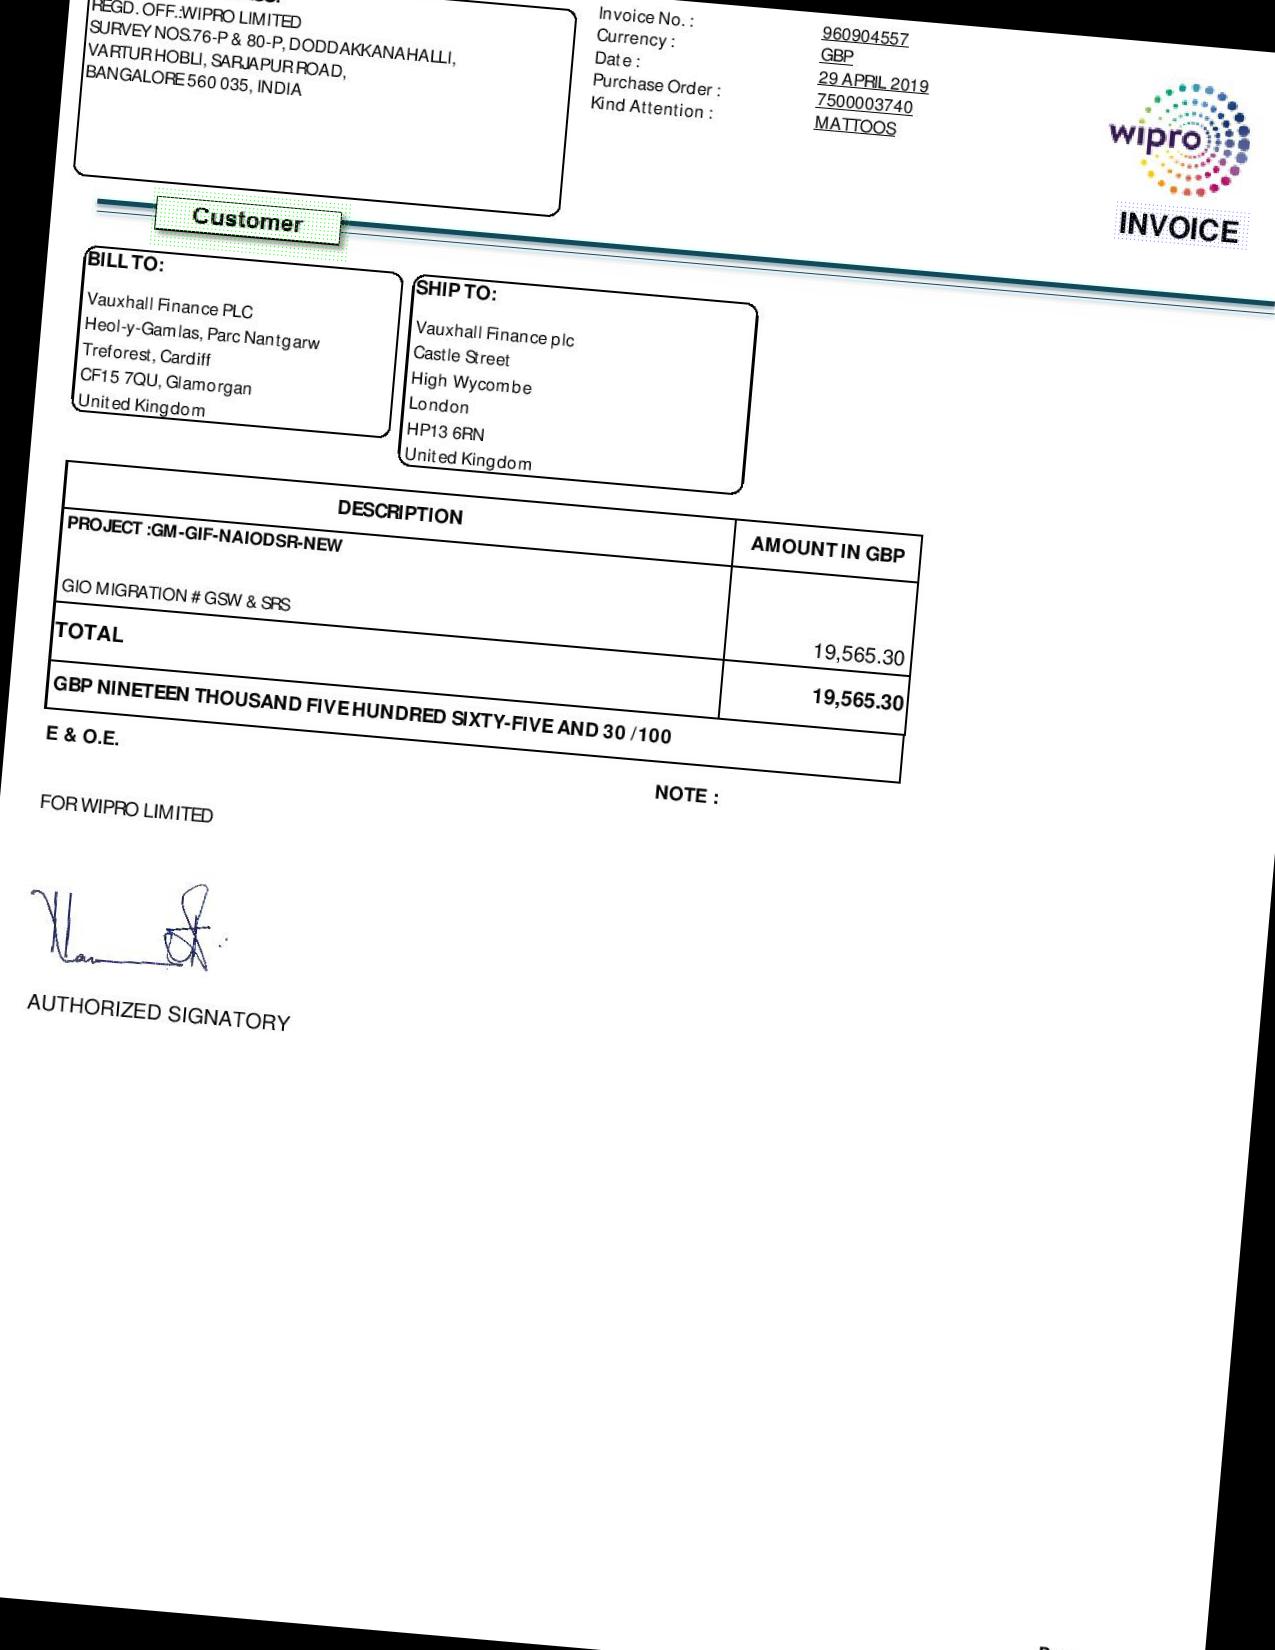 REGD. OFF.:WIPRO LIMITED
SURVEY NOS.76-P & 80-P, DODDAKKANAHALLI,
VARTUR HOBLI, SARJAPUR ROAD,
BANGALORE 560 035, INDIA
Invoice No. : 960904557
Currency : GBP
Date : 29 APRIL 2019
Purchase Order : 7500003740
Kind Attention : MATTOOS
wipro
INVOICE
Customer
BILL TO:
Vauxhall Finance PLC
Heol-y-Gamlas, Parc Nantgarw
Treforest, Cardiff
CF15 7QU, Glamorgan
United Kingdom
SHIP TO:
Vauxhall Finance plc
Castle Street
High Wycombe
London
HP13 6RN
United Kingdom
DESCRIPTION AMOUNT IN GBP
PROJECT :GM-GIF-NAIODSR-NEW
GIO MIGRATION # GSW & SRS 19,565.30
TOTAL 19,565.30
GBP NINETEEN THOUSAND FIVE HUNDRED SIXTY-FIVE AND 30 /100
E & O.E.
NOTE :
FOR WIPRO LIMITED
AUTHORIZED SIGNATORY